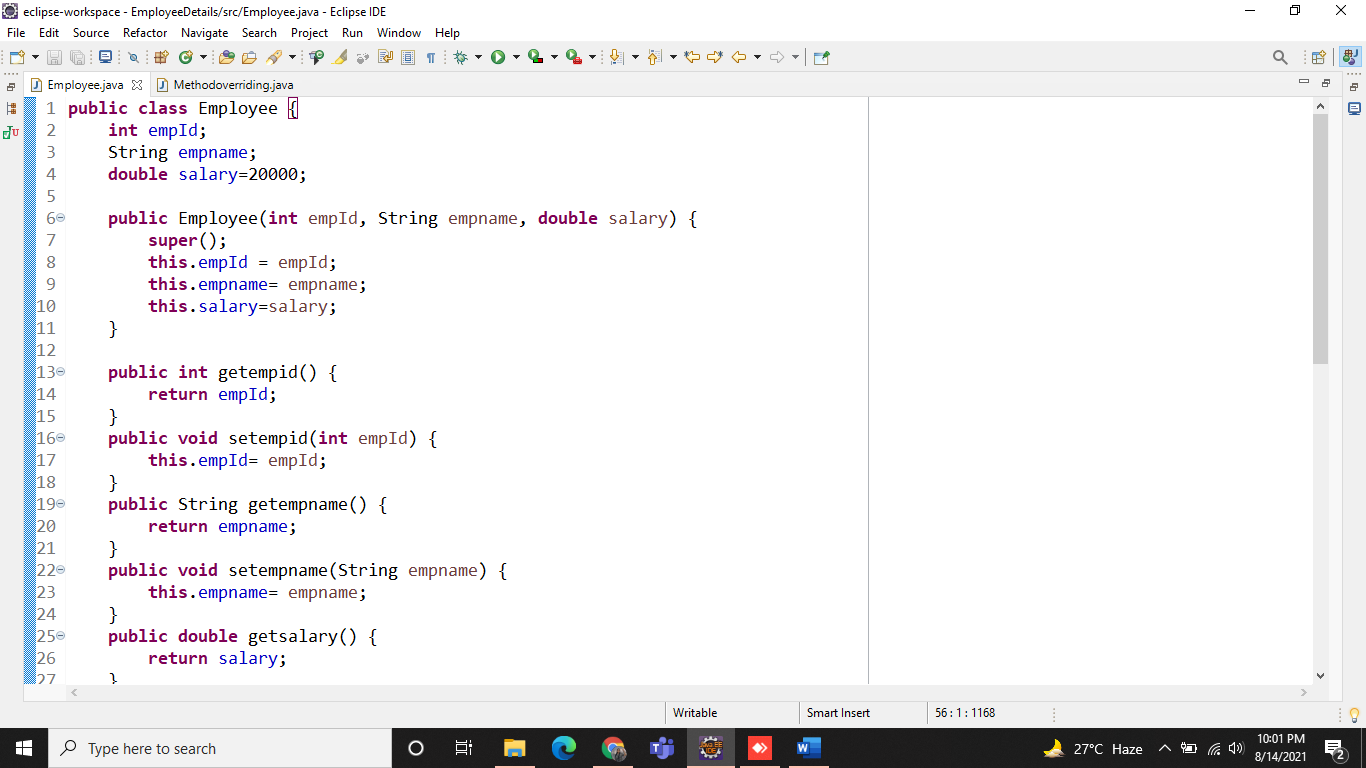 eclipse-workspace - EmployeeDetails/src/Employee.java - Eclipse IDE
File Edit Source Refactor Navigate Search Project Run Window Help
Employee.java Methodoverriding.java
1 public class Employee {
2 int empId;
3 String empname;
4 double salary=20000;
5
6 public Employee(int empId, String empname, double salary) {
7 super();
8 this.empId = empId;
9 this.empname= empname;
10 this.salary=salary;
11 }
12
13 public int getempid() {
14 return empId;
15 }
16 public void setempid(int empId) {
17 this.empId= empId;
18 }
19 public String getempname() {
20 return empname;
21 }
22 public void setempname(String empname) {
23 this.empname= empname;
24 }
25 public double getsalary() {
26 return salary;
27 }
Writable Smart Insert 56 : 1 : 1168
Type here to search
27°C Haze
10:01 PM
8/14/2021
2